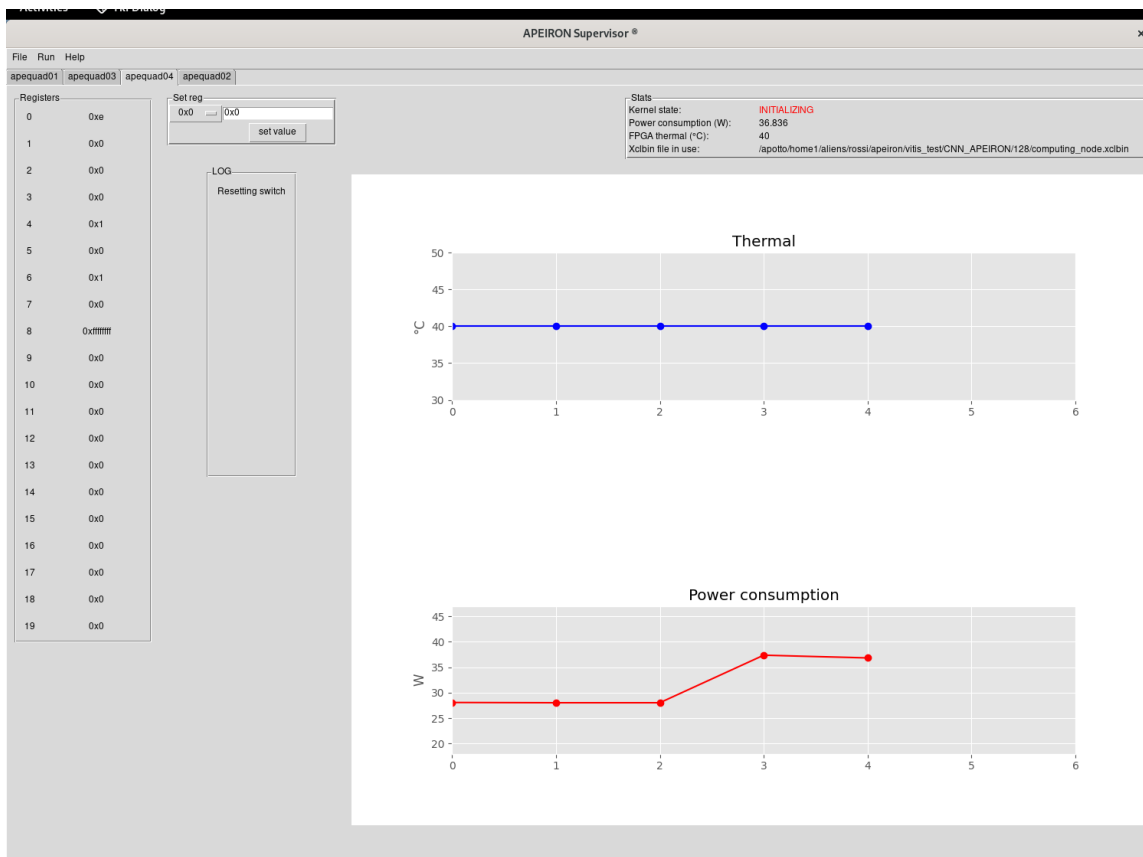 Activities Tkf Dialog
APEIRON Supervisor ®
×
File Run Help
apequad01 apequad03 apequad04 apequad02
Registers
0 0xe
1 0x0
2 0x0
3 0x0
4 0x1
5 0x0
6 0x1
7 0x0
8 0xffffffff
9 0x0
10 0x0
11 0x0
12 0x0
13 0x0
14 0x0
15 0x0
16 0x0
17 0x0
18 0x0
19 0x0
Set reg
0x0 0x0
set value
LOG
Resetting switch
Stats
Kernel state: INITIALIZING
Power consumption (W): 36.836
FPGA thermal (°C): 40
Xclbin file in use: /apotto/home1/aliens/rossi/apeiron/vitis_test/CNN_APEIRON/128/computing_node.xclbin
Thermal
50
45
40
35
30
°C
0 1 2 3 4 5 6
Power consumption
45
40
35
30
25
20
W
0 1 2 3 4 5 6